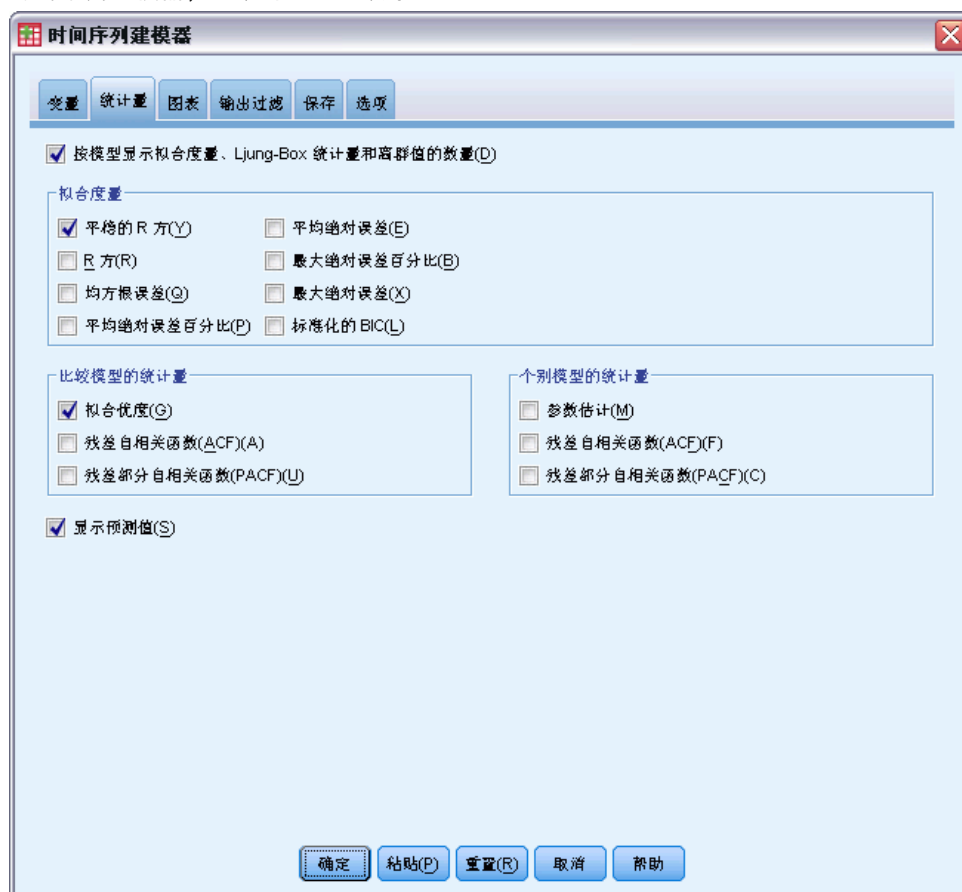 时间序列建模器
变量 统计量 图表 输出过滤 保存 选项
按模型显示拟合度量、Ljung-Box 统计量和离群值的数量(D)
拟合度量
平稳的 R 方(Y) 平均绝对误差(E)
R 方(R) 最大绝对误差百分比(B)
均方根误差(Q) 最大绝对误差(X)
平均绝对误差百分比(P) 标准化的 BIC(L)
比较模型的统计量
拟合优度(G)
残差自相关函数(ACF)(A)
残差部分自相关函数(PACF)(U)
个别模型的统计量
参数估计(M)
残差自相关函数(ACF)(F)
残差部分自相关函数(PACF)(C)
显示预测值(S)
确定 粘贴(P) 重置(R) 取消 帮助